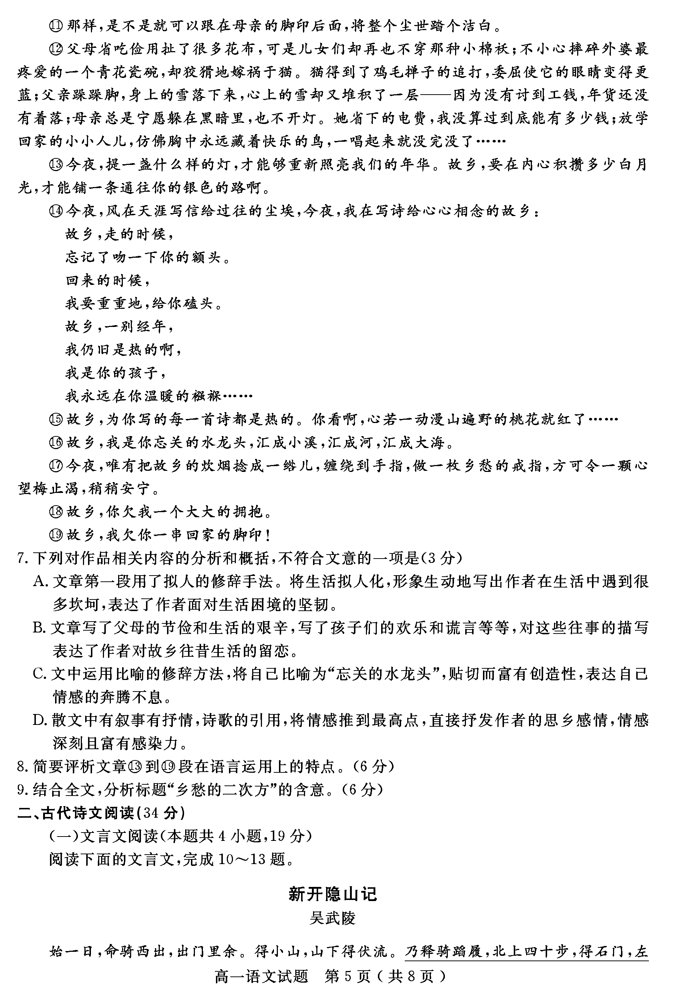 ⑪那样,是不是就可以跟在母亲的脚印后面,将整个尘世踏个洁白。
⑫父母省吃俭用扯了很多花布,可是儿女们却再也不穿那种小棉袄;不小心摔碎外婆最
疼爱的一个青花瓷碗,却狡猾地嫁祸于猫。猫得到了鸡毛掸子的追打,委屈使它的眼睛变得更
蓝;父亲跺跺脚,身上的雪落下来,心上的雪却又堆积了一层——因为没有讨到工钱,年货还没
有着落;母亲总是宁愿躲在黑暗里,也不开灯。她省下的电费,我没算过到底能有多少钱;放学
回家的小小人儿,仿佛胸中永远藏着快乐的鸟,一唱起来就没完没了……
⑬今夜,提一盏什么样的灯,才能够重新照亮我们的年华。故乡,要在内心积攒多少白月
光,才能铺一条通往你的银色的路啊。
⑭今夜,风在天涯写信给过往的尘埃,今夜,我在写诗给心心相念的故乡:
故乡,走的时候,
忘记了吻一下你的额头。
回来的时候,
我要重重地,给你磕头。
故乡,一别经年,
我仍旧是热的啊,
我是你的孩子,
我永远在你温暖的襁褓……
⑮故乡,为你写的每一首诗都是热的。你看啊,心若一动漫山遍野的桃花就红了……
⑯故乡,我是你忘关的水龙头,汇成小溪,汇成河,汇成大海。
⑰今夜,唯有把故乡的炊烟捻成一绺儿,缠绕到手指,做一枚乡愁的戒指,方可令一颗心
望梅止渴,稍稍安宁。
⑱故乡,你欠我一个大大的拥抱。
⑲故乡,我欠你一串回家的脚印!
7. 下列对作品相关内容的分析和概括,不符合文意的一项是(3 分)
A. 文章第一段用了拟人的修辞手法。将生活拟人化,形象生动地写出作者在生活中遇到很
多坎坷,表达了作者面对生活困境的坚韧。
B. 文章写了父母的节俭和生活的艰辛,写了孩子们的欢乐和谎言等等,对这些往事的描写
表达了作者对故乡往昔生活的留恋。
C. 文中运用比喻的修辞方法,将自己比喻为“忘关的水龙头”,贴切而富有创造性,表达自己
情感的奔腾不息。
D. 散文中有叙事有抒情,诗歌的引用,将情感推到最高点,直接抒发作者的思乡感情,情感
深刻且富有感染力。
8. 简要评析文章⑬到⑲段在语言运用上的特点。(6 分)
9. 结合全文,分析标题“乡愁的二次方”的含意。(6 分)
二、古代诗文阅读(34 分)
(一)文言文阅读(本题共 4 小题,19 分)
阅读下面的文言文,完成 10～13 题。
新开隐山记
吴武陵
始一日,命骑西出,出门里余。得小山,山下得伏流。乃释骑蹈履,北上四十步,得石门,左
高一语文试题 第 5 页(共 8 页)